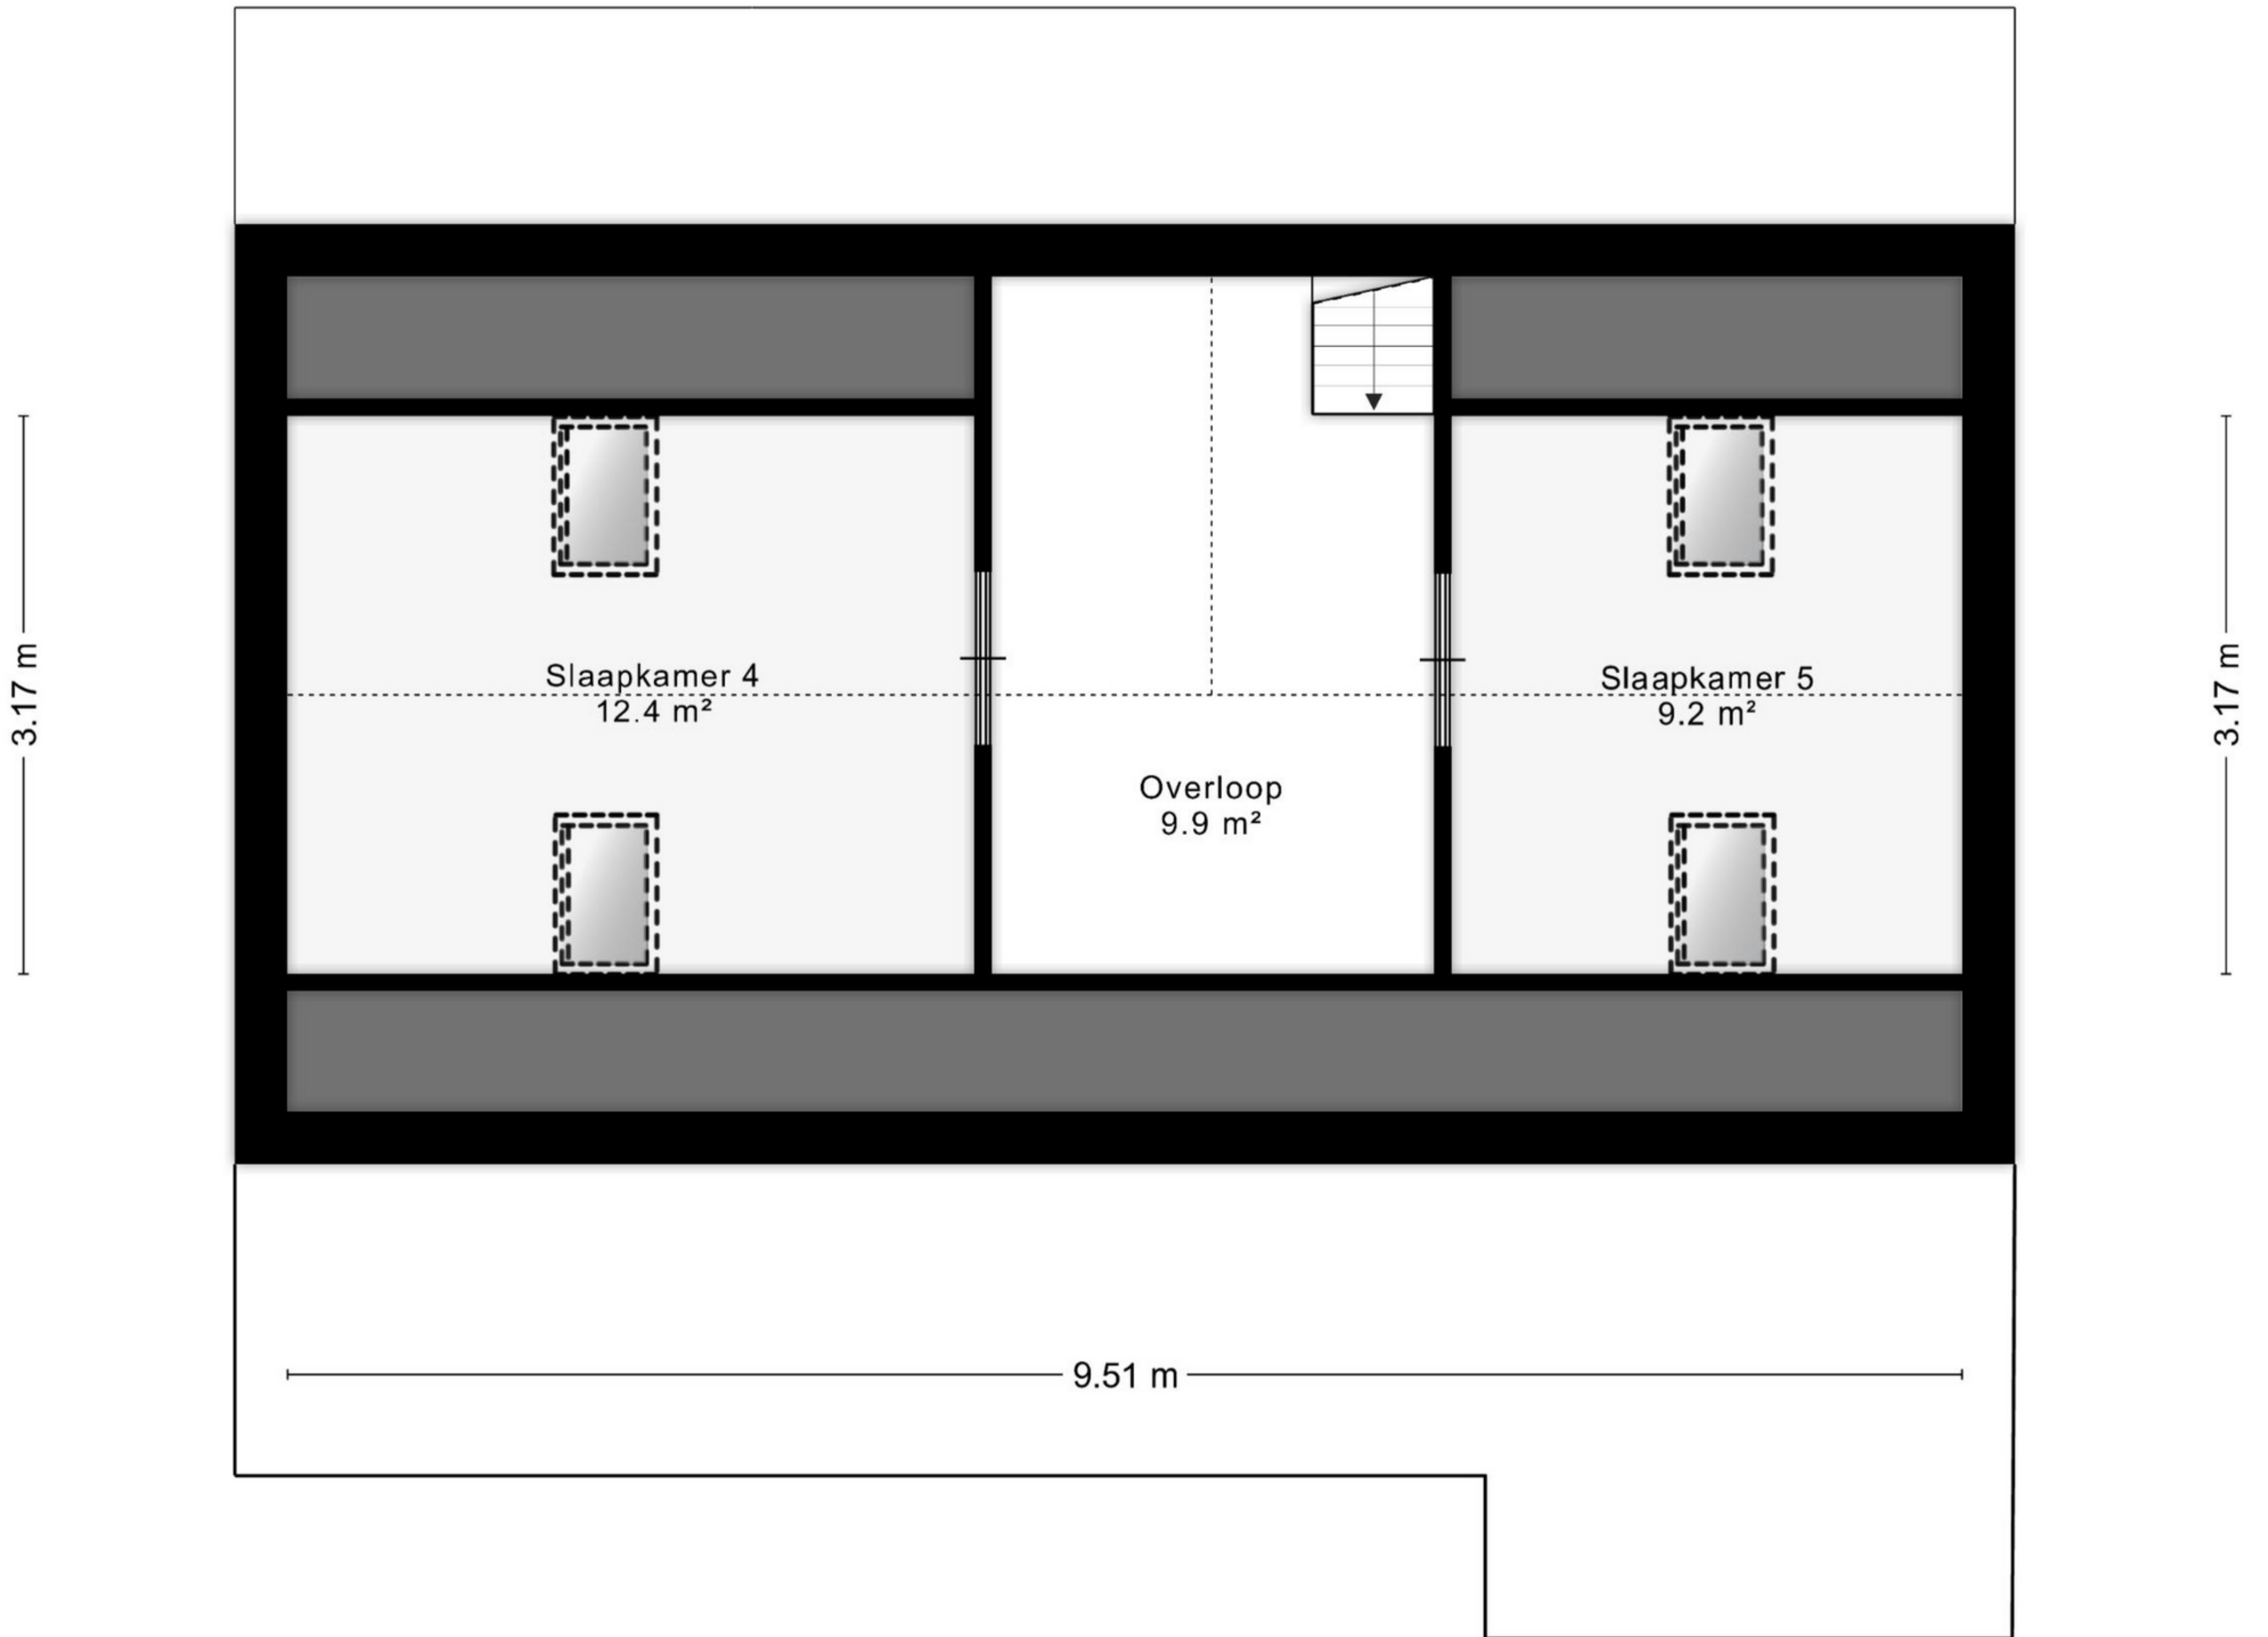 3.17 m
Slaapkamer 4
12.4 m²
Overloop
9.9 m²
Slaapkamer 5
9.2 m²
3.17 m
9.51 m